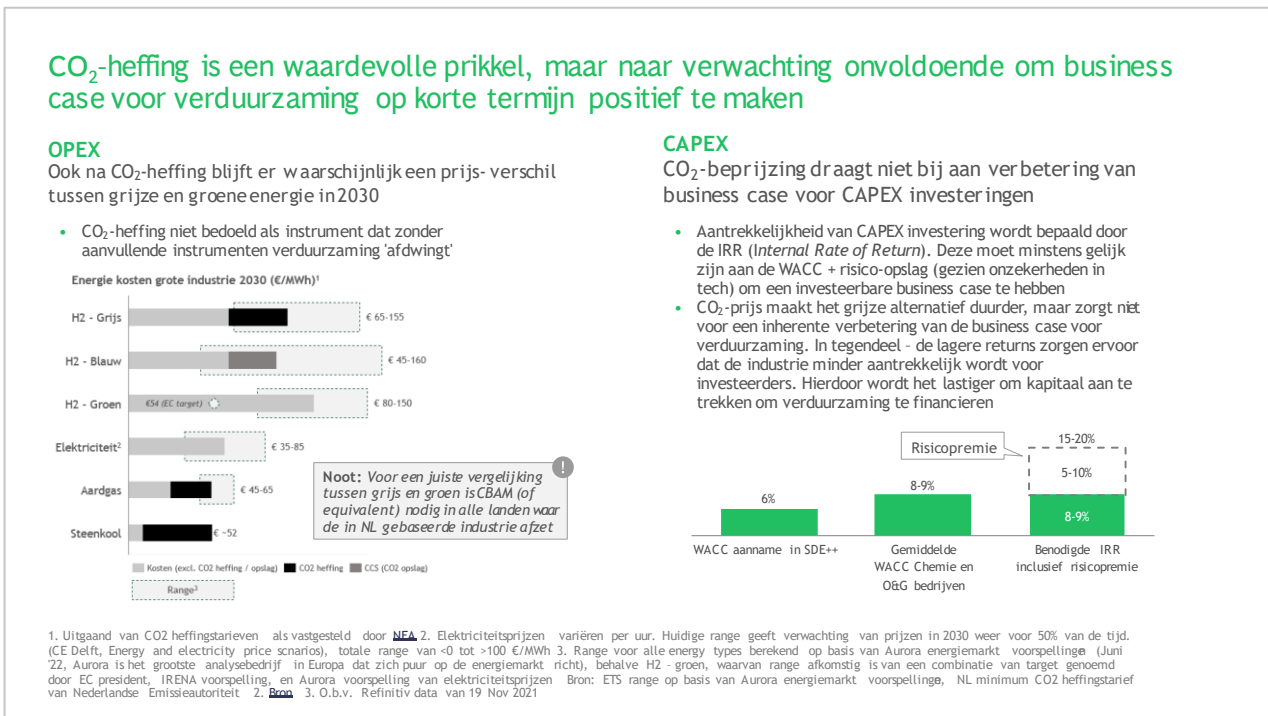 CO₂-heffing is een waardevolle prikkel, maar naar verwachting onvoldoende om business
case voor verduurzaming op korte termijn positief te maken
OPEX
Ook na CO₂-heffing blijft er waarschijnlijk een prijs- verschil
tussen grijze en groene energie in 2030
• CO₂-heffing niet bedoeld als instrument dat zonder
aanvullende instrumenten verduurzaming 'afdwingt'
Energie kosten grote industrie 2030 (€/MWh)¹
H2 - Grijs
€ 65-155
H2 - Blauw
€ 45-160
H2 - Groen
€54 (EC target)
€ 80-150
Elektriciteit²
€ 35-85
Aardgas
€ 45-65
Steenkool
€ ~52
Noot: Voor een juiste vergelijking
tussen grijs en groen is CBAM (of
equivalent) nodig in alle landen waar
de in NL gebaseerde industrie afzet
!
Kosten (excl. CO2 heffing / opslag)
CO2 heffing
CCS (CO2 opslag)
Range³
CAPEX
CO₂-beprijzing draagt niet bij aan verbetering van
business case voor CAPEX investeringen
• Aantrekkelijkheid van CAPEX investering wordt bepaald door
de IRR (Internal Rate of Return). Deze moet minstens gelijk
zijn aan de WACC + risico-opslag (gezien onzekerheden in
tech) om een investeerbare business case te hebben
• CO₂-prijs maakt het grijze alternatief duurder, maar zorgt niet
voor een inherente verbetering van de business case voor
verduurzaming. In tegendeel – de lagere returns zorgen ervoor
dat de industrie minder aantrekkelijk wordt voor
investeerders. Hierdoor wordt het lastiger om kapitaal aan te
trekken om verduurzaming te financieren
Risicopremie
15-20%
5-10%
6%
8-9%
8-9%
WACC aanname in SDE++
Gemiddelde
WACC Chemie en
O&G bedrijven
Benodigde IRR
inclusief risicopremie
1. Uitgaand van CO2 heffingstarieven als vastgesteld door NEA 2. Elektriciteitsprijzen variëren per uur. Huidige range geeft verwachting van prijzen in 2030 weer voor 50% van de tijd.
(CE Delft, Energy and electricity price scnarios), totale range van <0 tot >100 €/MWh 3. Range voor alle energy types berekend op basis van Aurora energiemarkt voorspellingen (Juni
'22, Aurora is het grootste analysebedrijf in Europa dat zich puur op de energiemarkt richt), behalve H2 – groen, waarvan range afkomstig is van een combinatie van target genoemd
door EC president, IRENA voorspelling, en Aurora voorspelling van elektriciteitsprijzen Bron: ETS range op basis van Aurora energiemarkt voorspellingen, NL minimum CO2 heffingstarief
van Nederlandse Emissieautoriteit 2. Bron 3. O.b.v. Refinitiv data van 19 Nov 2021